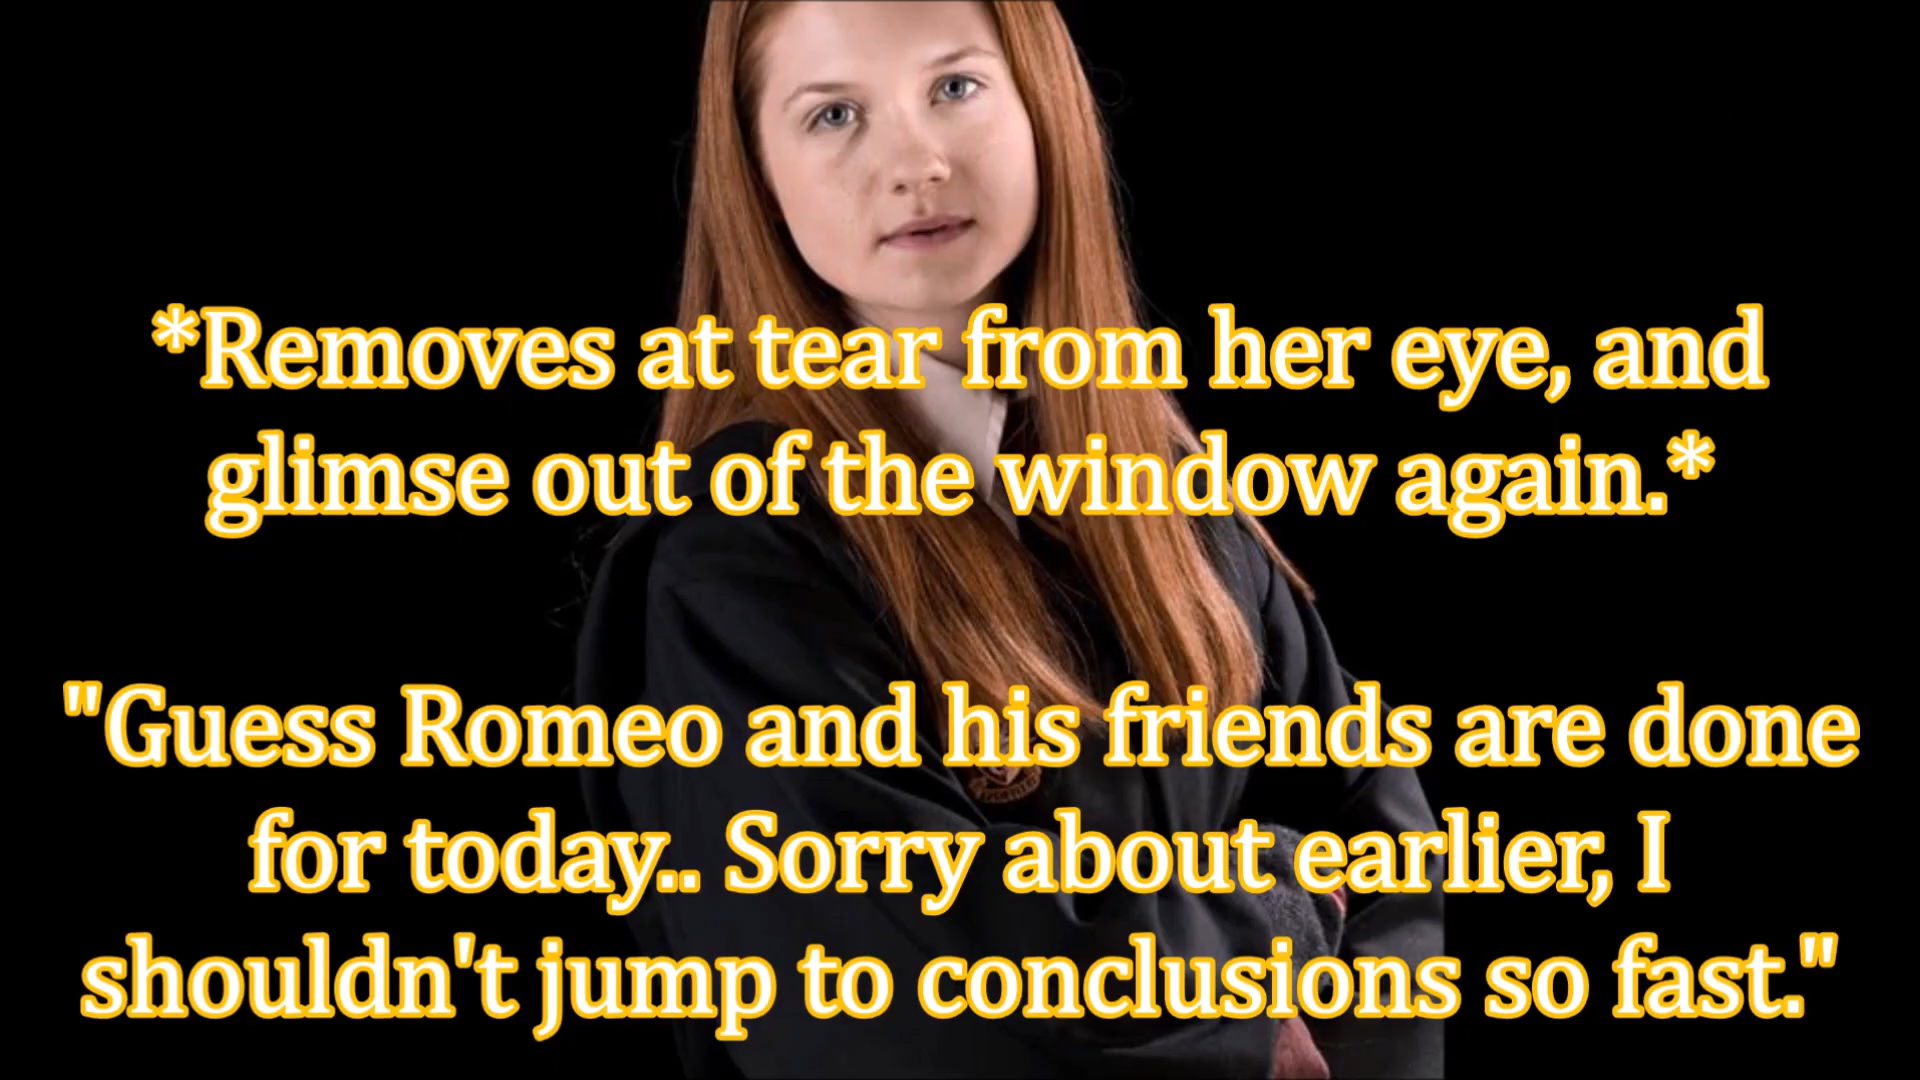 *Removes at tear from her eye, and
glimse out of the window again.*
"Guess Romeo and his friends are done
for today.. Sorry about earlier, I
shouldn't jump to conclusions so fast."